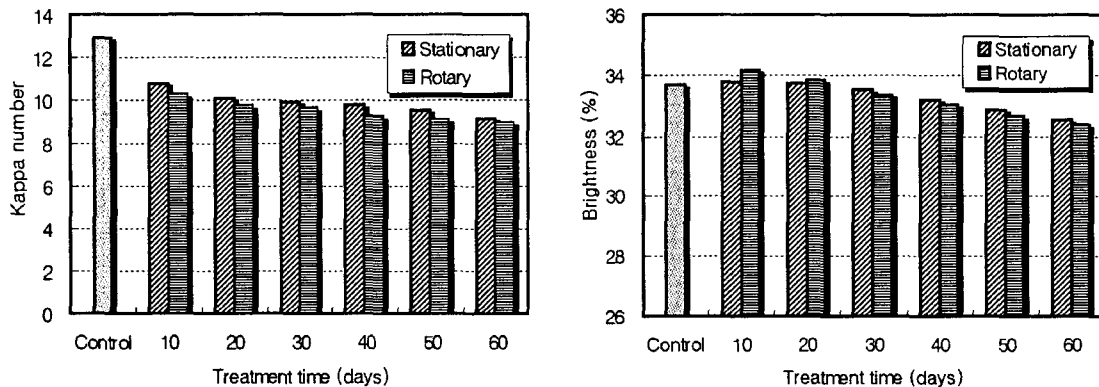 Kappa number
14
12
10
8
6
4
2
0
Stationary
Rotary
Control 10 20 30 40 50 60
Treatment time (days)
Brightness (%)
36
34
32
30
28
26
Stationary
Rotary
Control 10 20 30 40 50 60
Treatment time (days)